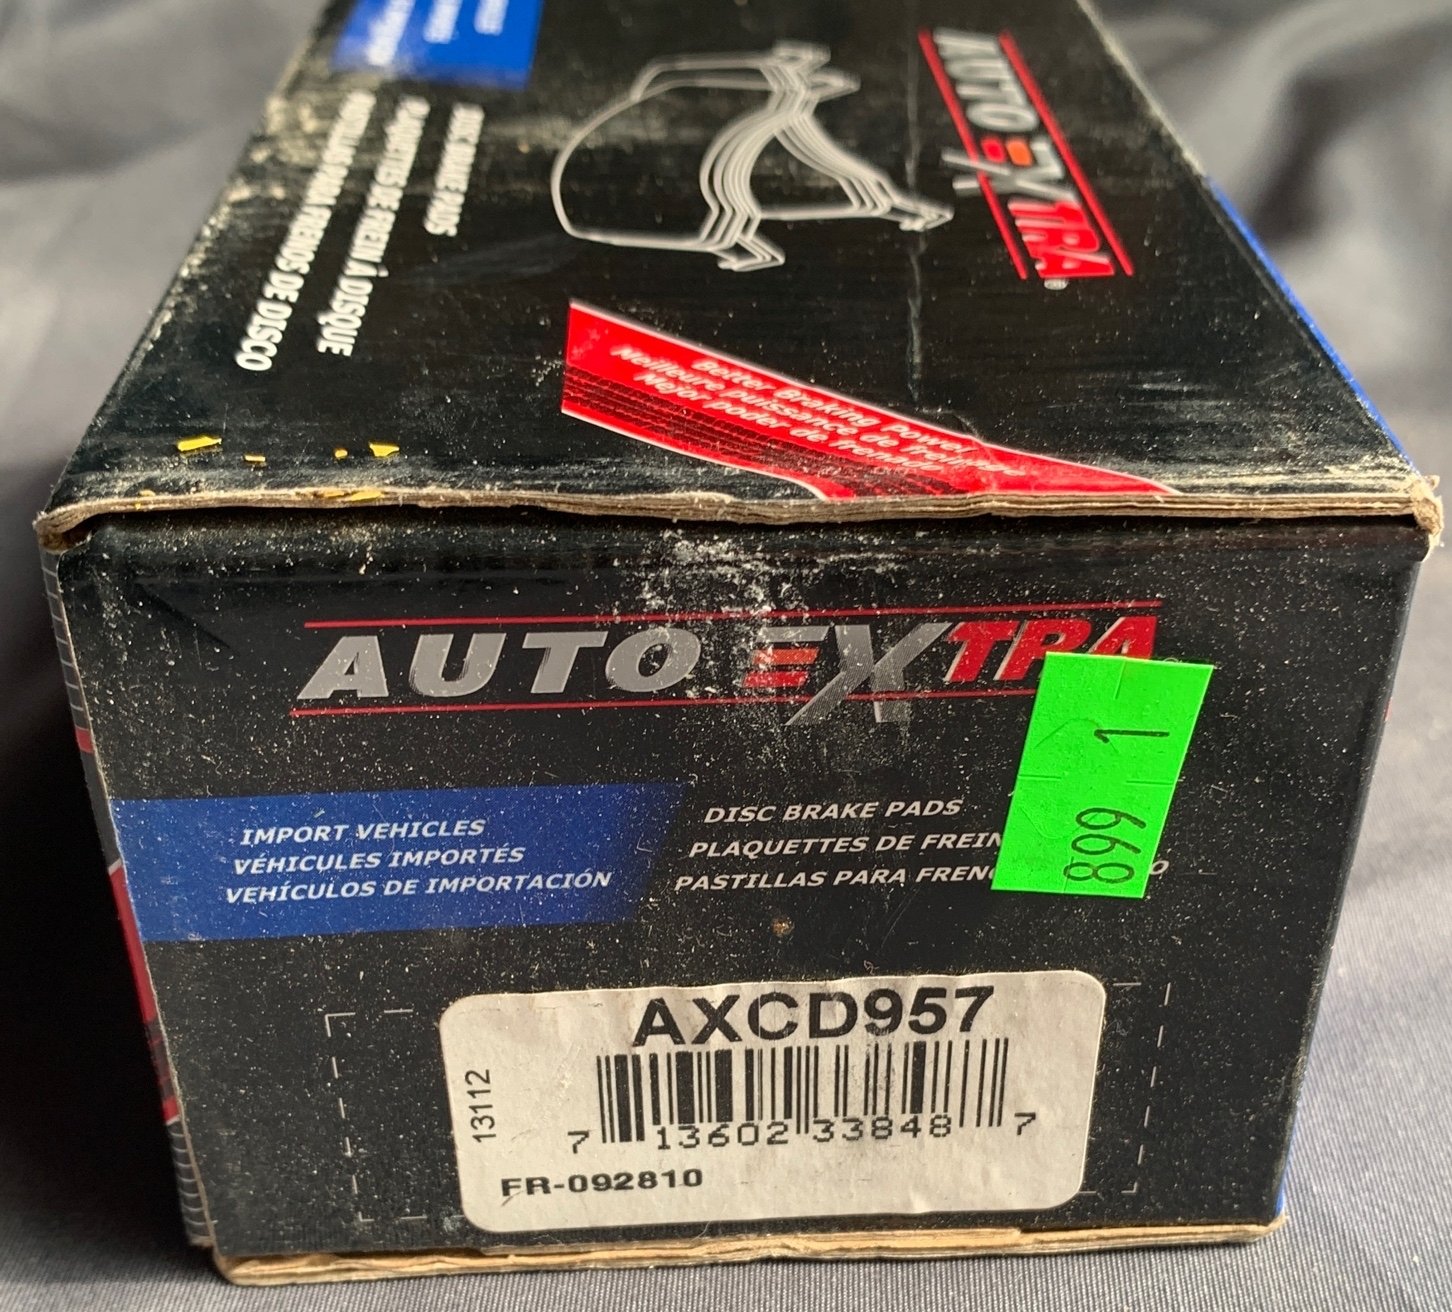 AUTO EXTRA
DISC BRAKE PADS
PLAQUETTES DE FREIN À DISQUE
PASTILLAS PARA FRENOS DE DISCO
Better Braking Power
Meilleure puissance de freinage
Mejor poder de frenado
AUTO EXTRA
IMPORT VEHICLES
VÉHICULES IMPORTÉS
VEHÍCULOS DE IMPORTACIÓN
DISC BRAKE PADS
PLAQUETTES DE FREIN
PASTILLAS PARA FRENO
899 1
AXCD957
13112
7 13602 33848 7
FR-092810